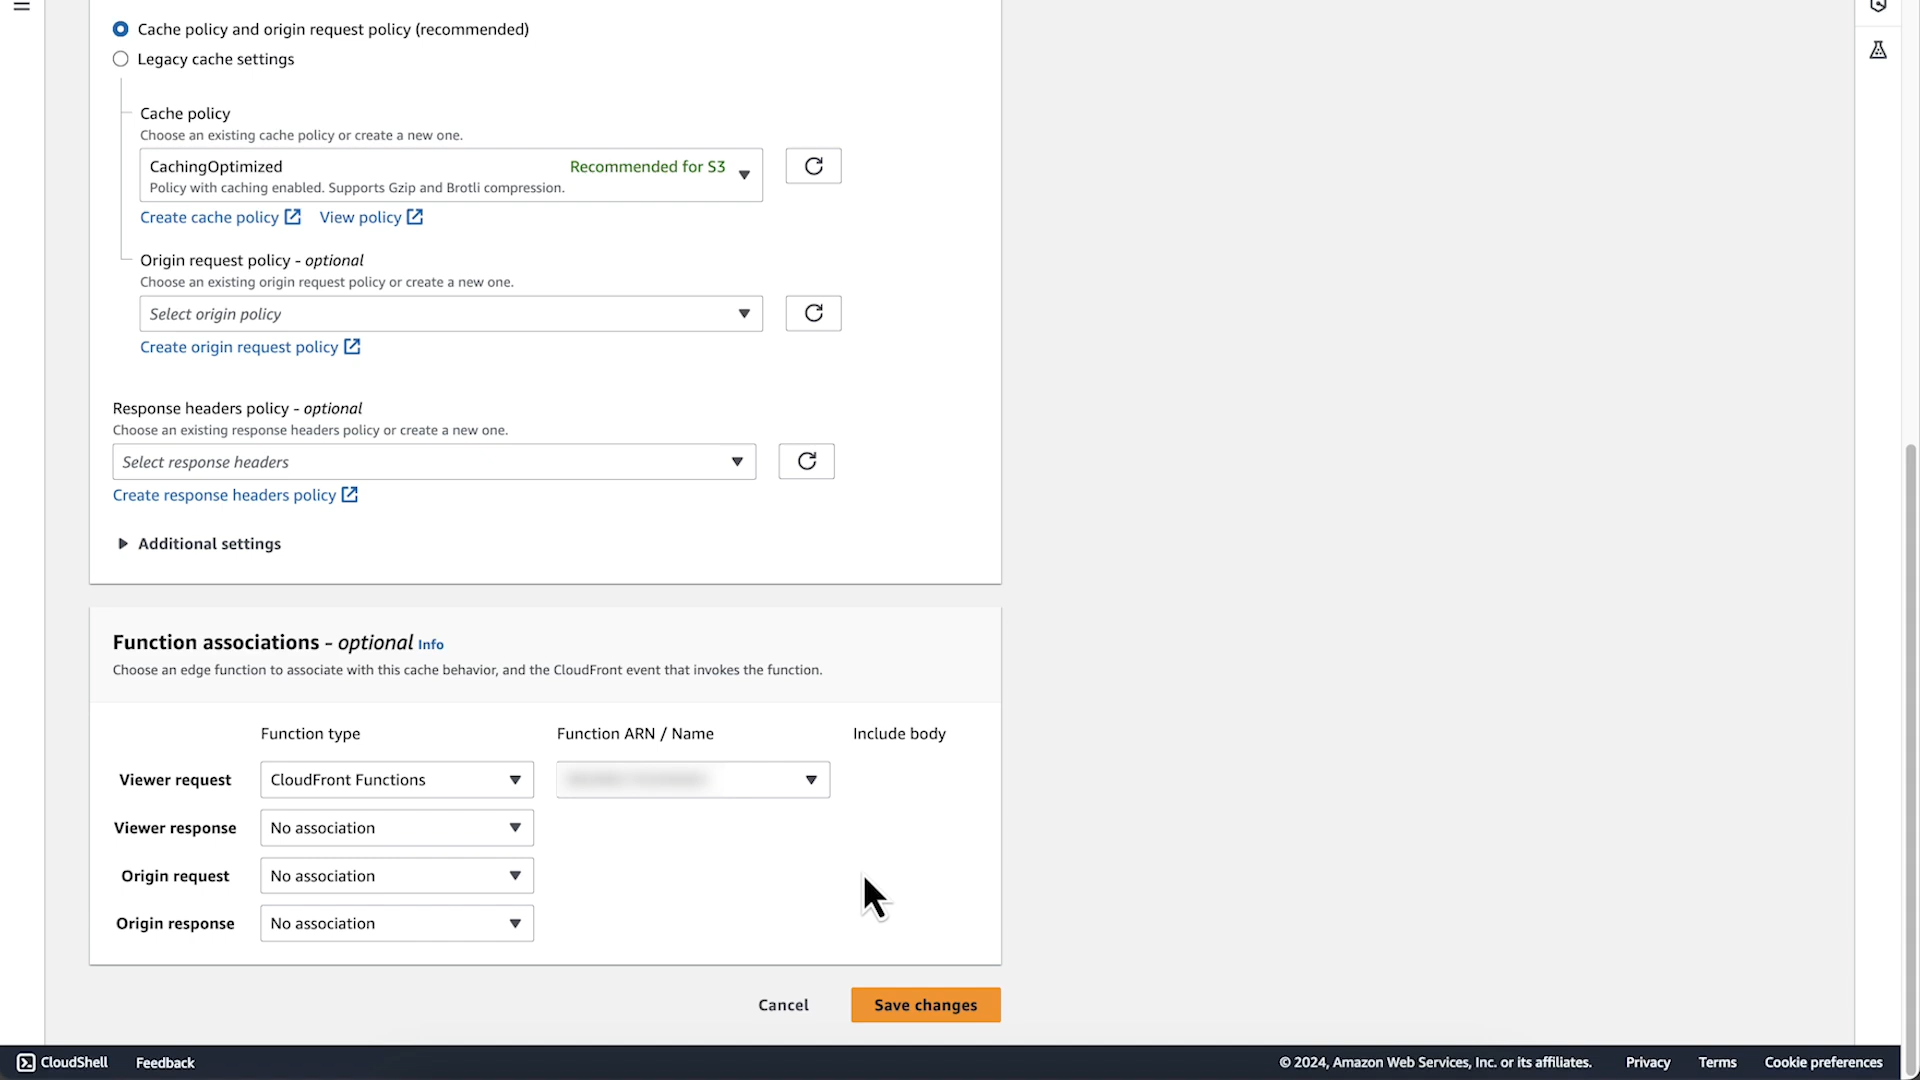 Cache policy and origin request policy (recommended)
Legacy cache settings
Cache policy
Choose an existing cache policy or create a new one.
CachingOptimized Recommended for S3
Policy with caching enabled. Supports Gzip and Brotli compression.
Create cache policy View policy
Origin request policy - optional
Choose an existing origin request policy or create a new one.
Select origin policy
Create origin request policy
Response headers policy - optional
Choose an existing response headers policy or create a new one.
Select response headers
Create response headers policy
Additional settings
Function associations - optional Info
Choose an edge function to associate with this cache behavior, and the CloudFront event that invokes the function.
Function type Function ARN / Name Include body
Viewer request CloudFront Functions
Viewer response No association
Origin request No association
Origin response No association
Cancel Save changes
CloudShell Feedback © 2024, Amazon Web Services, Inc. or its affiliates. Privacy Terms Cookie preferences